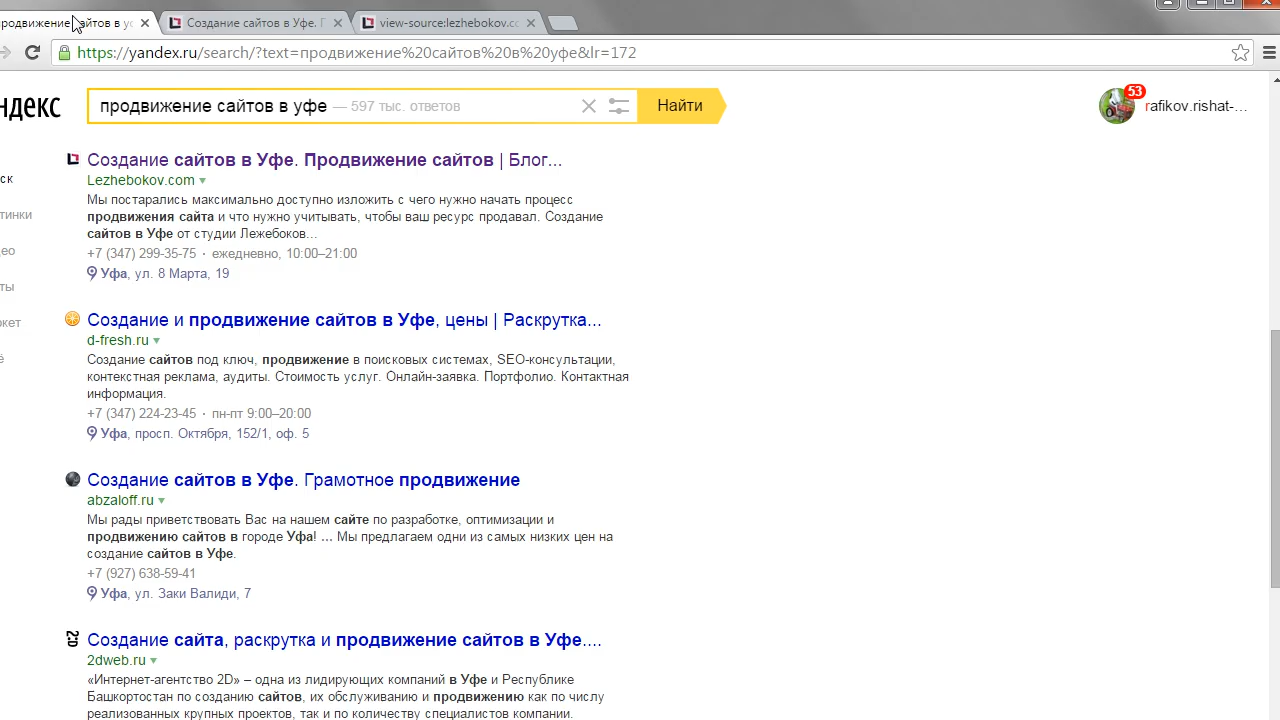 родвижение сайтов в у
Создание сайтов в Уфе. Г
view-source:lezhebokov.co
https://yandex.ru/search/?text=продвижение%20сайтов%20в%20уфе&lr=172
ндекс
продвижение сайтов в уфе — 597 тыс. ответов
Найти
53
rafikov.rishat-...
ск
тинки
ео
ты
ркет
ё
Создание сайтов в Уфе. Продвижение сайтов | Блог...
Lezhebokov.com
Мы постарались максимально доступно изложить с чего нужно начать процесс
продвижения сайта и что нужно учитывать, чтобы ваш ресурс продавал. Создание
сайтов в Уфе от студии Лежебоков...
+7 (347) 299-35-75 · ежедневно, 10:00–21:00
Уфа, ул. 8 Марта, 19
Создание и продвижение сайтов в Уфе, цены | Раскрутка...
d-fresh.ru
Создание сайтов под ключ, продвижение в поисковых системах, SEO-консультации,
контекстная реклама, аудиты. Стоимость услуг. Онлайн-заявка. Портфолио. Контактная
информация.
+7 (347) 224-23-45 · пн-пт 9:00–20:00
Уфа, просп. Октября, 152/1, оф. 5
Создание сайтов в Уфе. Грамотное продвижение
abzaloff.ru
Мы рады приветствовать Вас на нашем сайте по разработке, оптимизации и
продвижению сайтов в городе Уфа! ... Мы предлагаем одни из самых низких цен на
создание сайтов в Уфе.
+7 (927) 638-59-41
Уфа, ул. Заки Валиди, 7
Создание сайта, раскрутка и продвижение сайтов в Уфе....
2dweb.ru
«Интернет-агентство 2D» – одна из лидирующих компаний в Уфе и Республике
Башкортостан по созданию сайтов, их обслуживанию и продвижению как по числу
реализованных крупных проектов, так и по количеству специалистов компании.